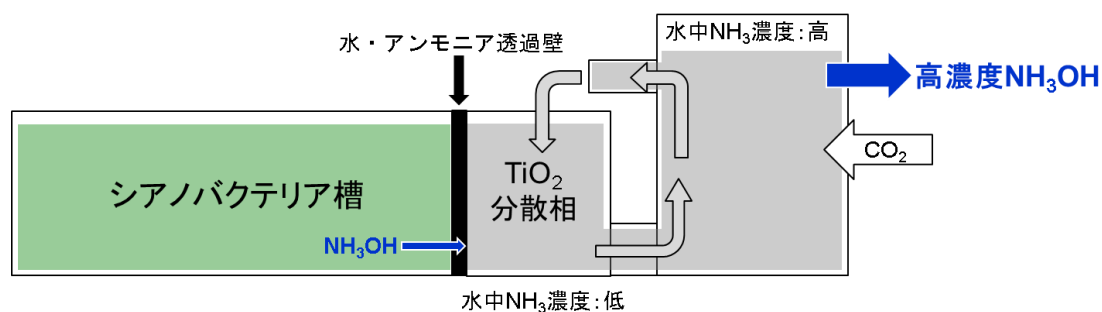 水・アンモニア透過壁
水中NH₃濃度：高
高濃度NH₃OH
CO₂
シアノバクテリア槽
TiO₂
分散相
NH₃OH
水中NH₃濃度：低